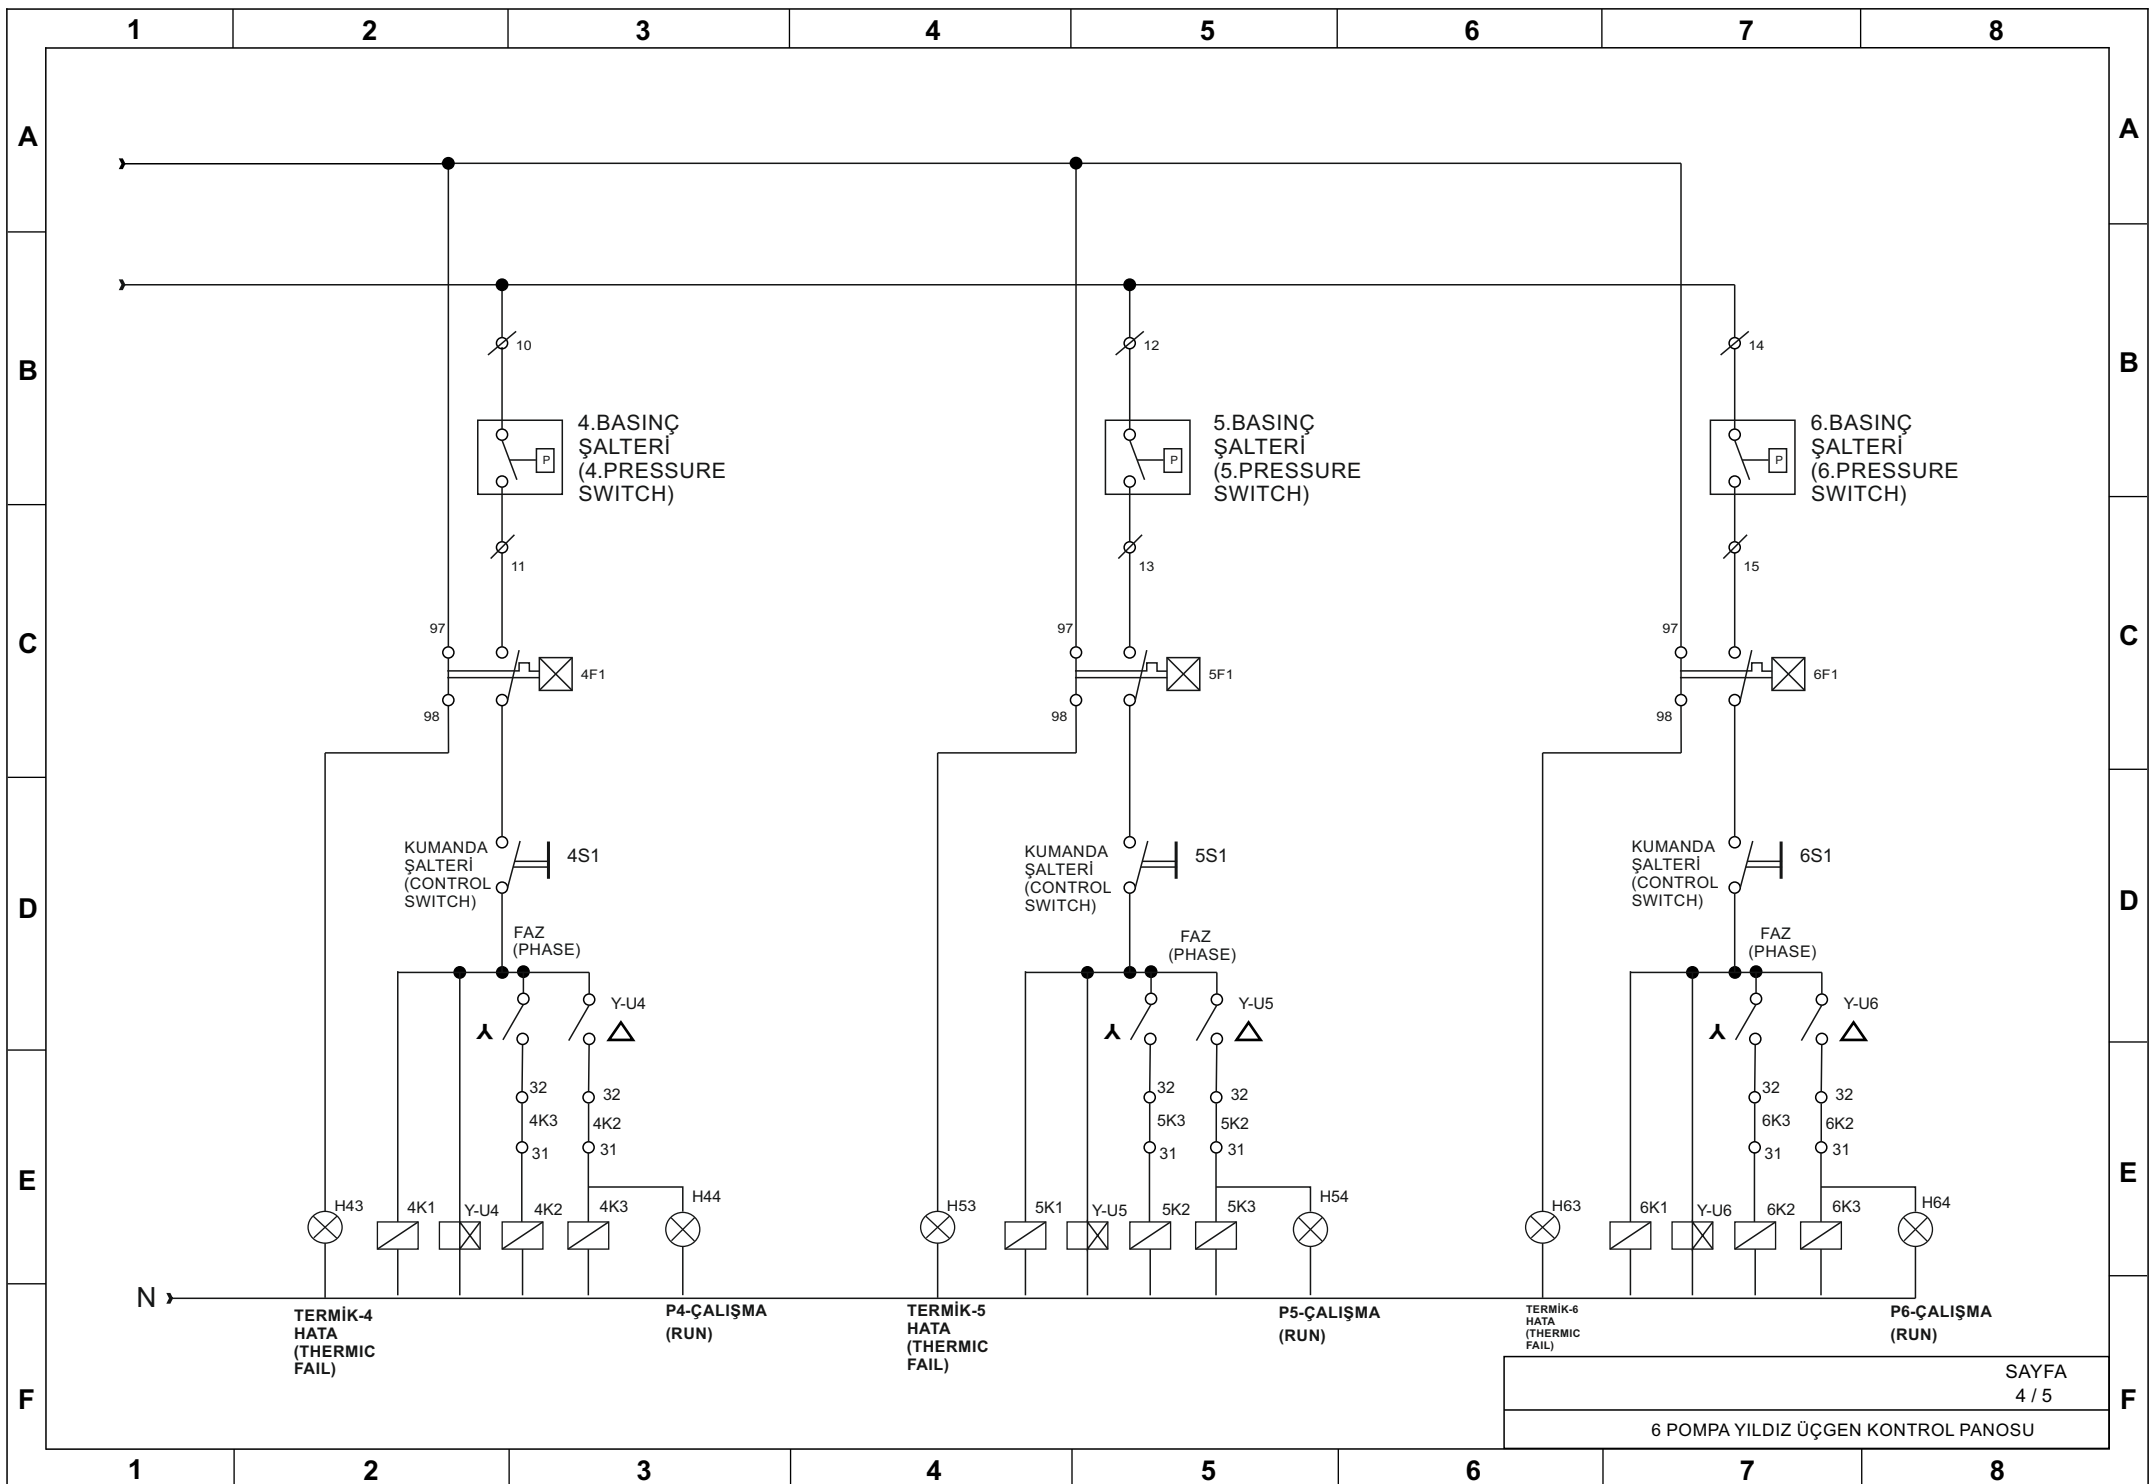 1 2 3 4 5 6 7 8
A A
10 12 14
B B
4.BASINÇ
ŞALTERİ
(4.PRESSURE
SWITCH)
P
5.BASINÇ
ŞALTERİ
(5.PRESSURE
SWITCH)
P
6.BASINÇ
ŞALTERİ
(6.PRESSURE
SWITCH)
P
11 13 15
97 97 97
C C
4F1 5F1 6F1
98 98 98
KUMANDA
ŞALTERİ
(CONTROL
SWITCH)
4S1
KUMANDA
ŞALTERİ
(CONTROL
SWITCH)
5S1
KUMANDA
ŞALTERİ
(CONTROL
SWITCH)
6S1
D D
FAZ
(PHASE)
FAZ
(PHASE)
FAZ
(PHASE)
Y-U4 Y-U5 Y-U6
32 32 32 32 32 32
4K3 4K2 5K3 5K2 6K3 6K2
31 31 31 31 31 31
E E
H43 4K1 Y-U4 4K2 4K3 H44
H53 5K1 Y-U5 5K2 5K3 H54
H63 6K1 Y-U6 6K2 6K3 H64
N
TERMİK-4
HATA
(THERMIC
FAIL)
P4-ÇALIŞMA
(RUN)
TERMİK-5
HATA
(THERMIC
FAIL)
P5-ÇALIŞMA
(RUN)
TERMİK-6
HATA
(THERMIC
FAIL)
P6-ÇALIŞMA
(RUN)
F F
SAYFA
4 / 5
6 POMPA YILDIZ ÜÇGEN KONTROL PANOSU
1 2 3 4 5 6 7 8